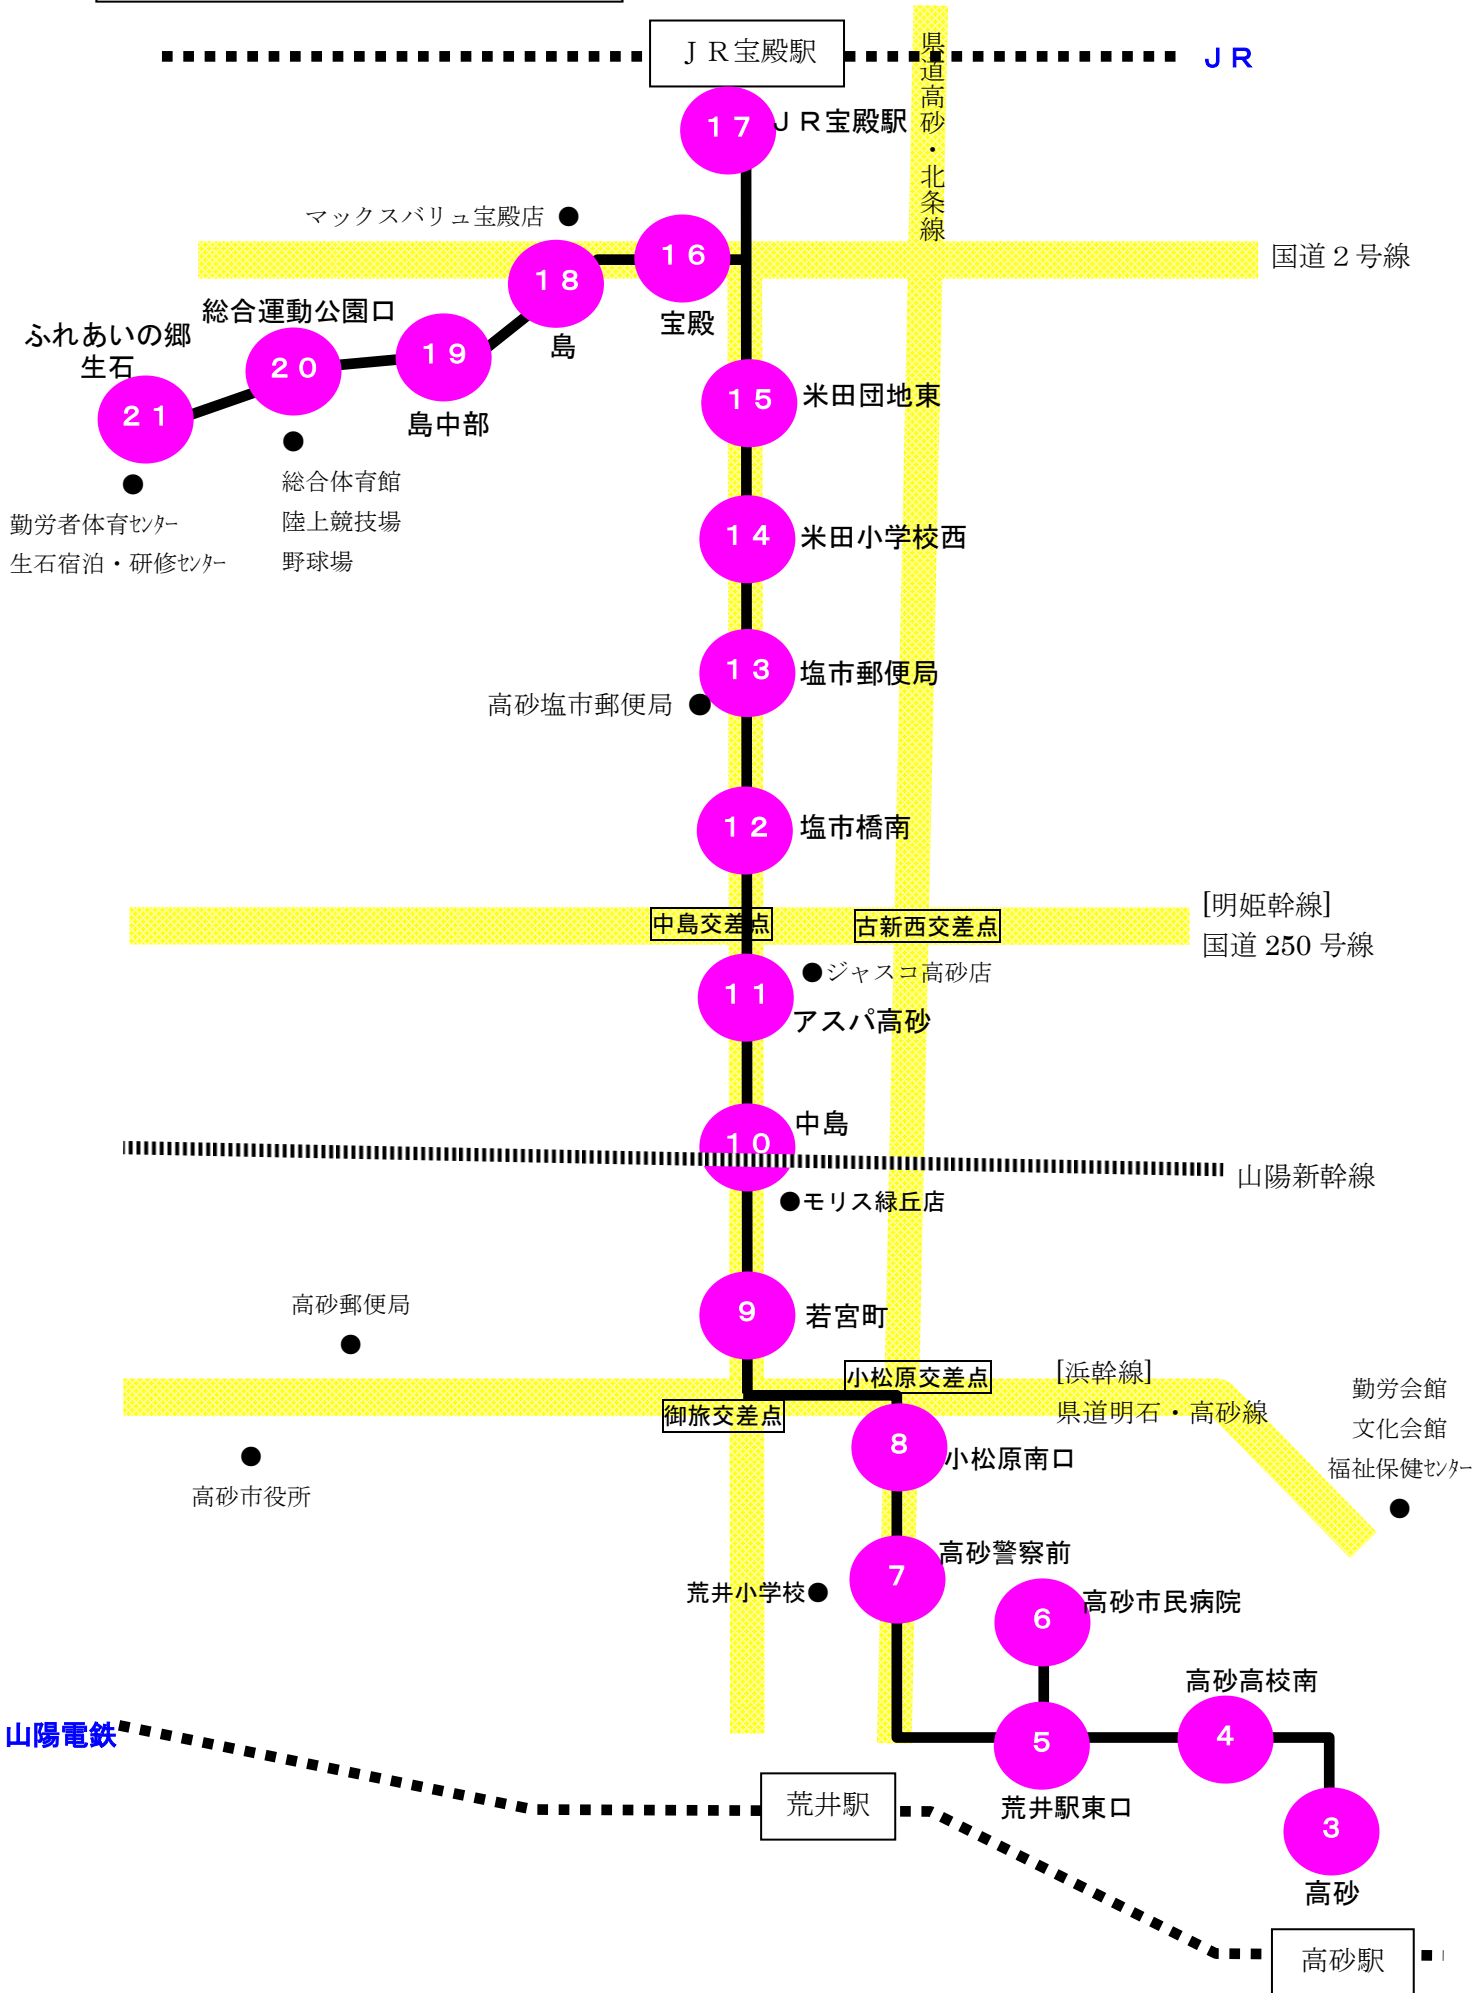 ＪＲ宝殿駅
ＪＲ
県道高砂・北条線
１７
ＪＲ宝殿駅
マックスバリュ宝殿店
１６
宝殿
国道２号線
１８
島
総合運動公園口
ふれあいの郷
生石
１９
島中部
２０
２１
１５
米田団地東
総合体育館
陸上競技場
野球場
勤労者体育ｾﾝﾀｰ
生石宿泊・研修ｾﾝﾀｰ
１４
米田小学校西
１３
塩市郵便局
高砂塩市郵便局
１２
塩市橋南
中島交差点
古新西交差点
[明姫幹線]
国道 250 号線
ジャスコ高砂店
１１
アスパ高砂
中島
１０
山陽新幹線
モリス緑丘店
高砂郵便局
９
若宮町
小松原交差点
[浜幹線]
県道明石・高砂線
御旅交差点
勤労会館
文化会館
福祉保健ｾﾝﾀｰ
８
小松原南口
高砂市役所
高砂警察前
７
荒井小学校
６
高砂市民病院
高砂高校南
４
山陽電鉄
５
荒井駅東口
荒井駅
３
高砂
高砂駅